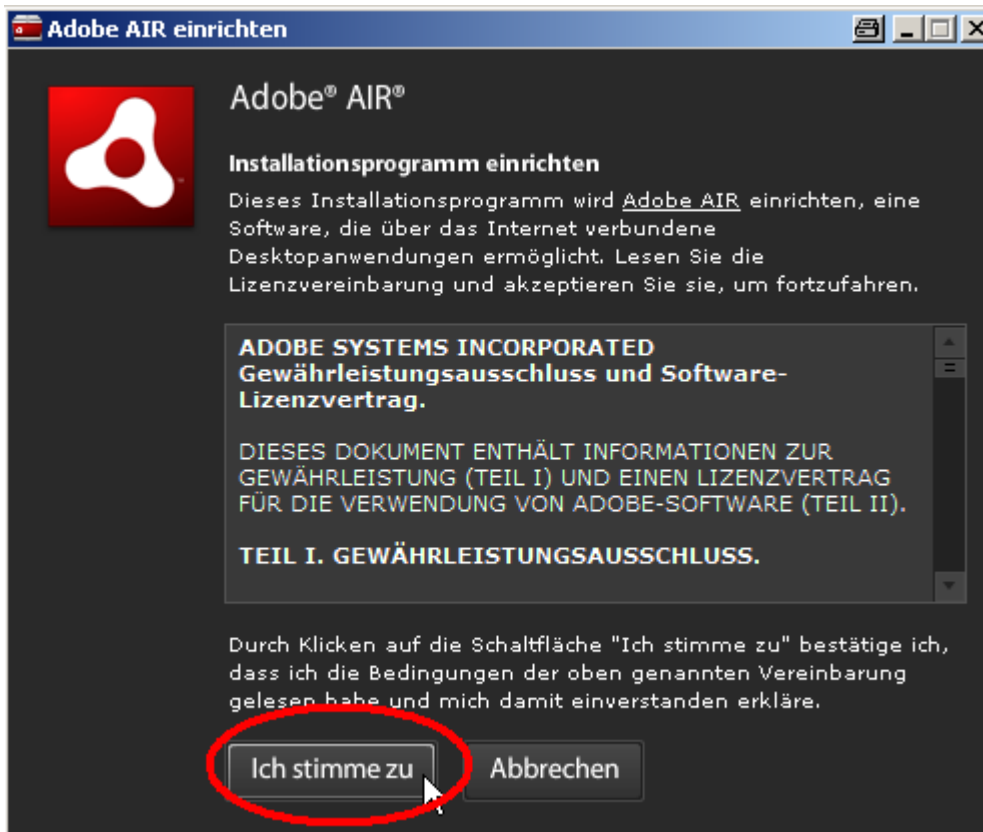 Adobe AIR einrichten
Adobe® AIR®
Installationsprogramm einrichten
Dieses Installationsprogramm wird Adobe AIR einrichten, eine
Software, die über das Internet verbundene
Desktopanwendungen ermöglicht. Lesen Sie die
Lizenzvereinbarung und akzeptieren Sie sie, um fortzufahren.
ADOBE SYSTEMS INCORPORATED
Gewährleistungsausschluss und Software-
Lizenzvertrag.
DIESES DOKUMENT ENTHÄLT INFORMATIONEN ZUR
GEWÄHRLEISTUNG (TEIL I) UND EINEN LIZENZVERTRAG
FÜR DIE VERWENDUNG VON ADOBE-SOFTWARE (TEIL II).
TEIL I. GEWÄHRLEISTUNGSAUSSCHLUSS.
Durch Klicken auf die Schaltfläche "Ich stimme zu" bestätige ich,
dass ich die Bedingungen der oben genannten Vereinbarung
gelesen habe und mich damit einverstanden erkläre.
Ich stimme zu
Abbrechen